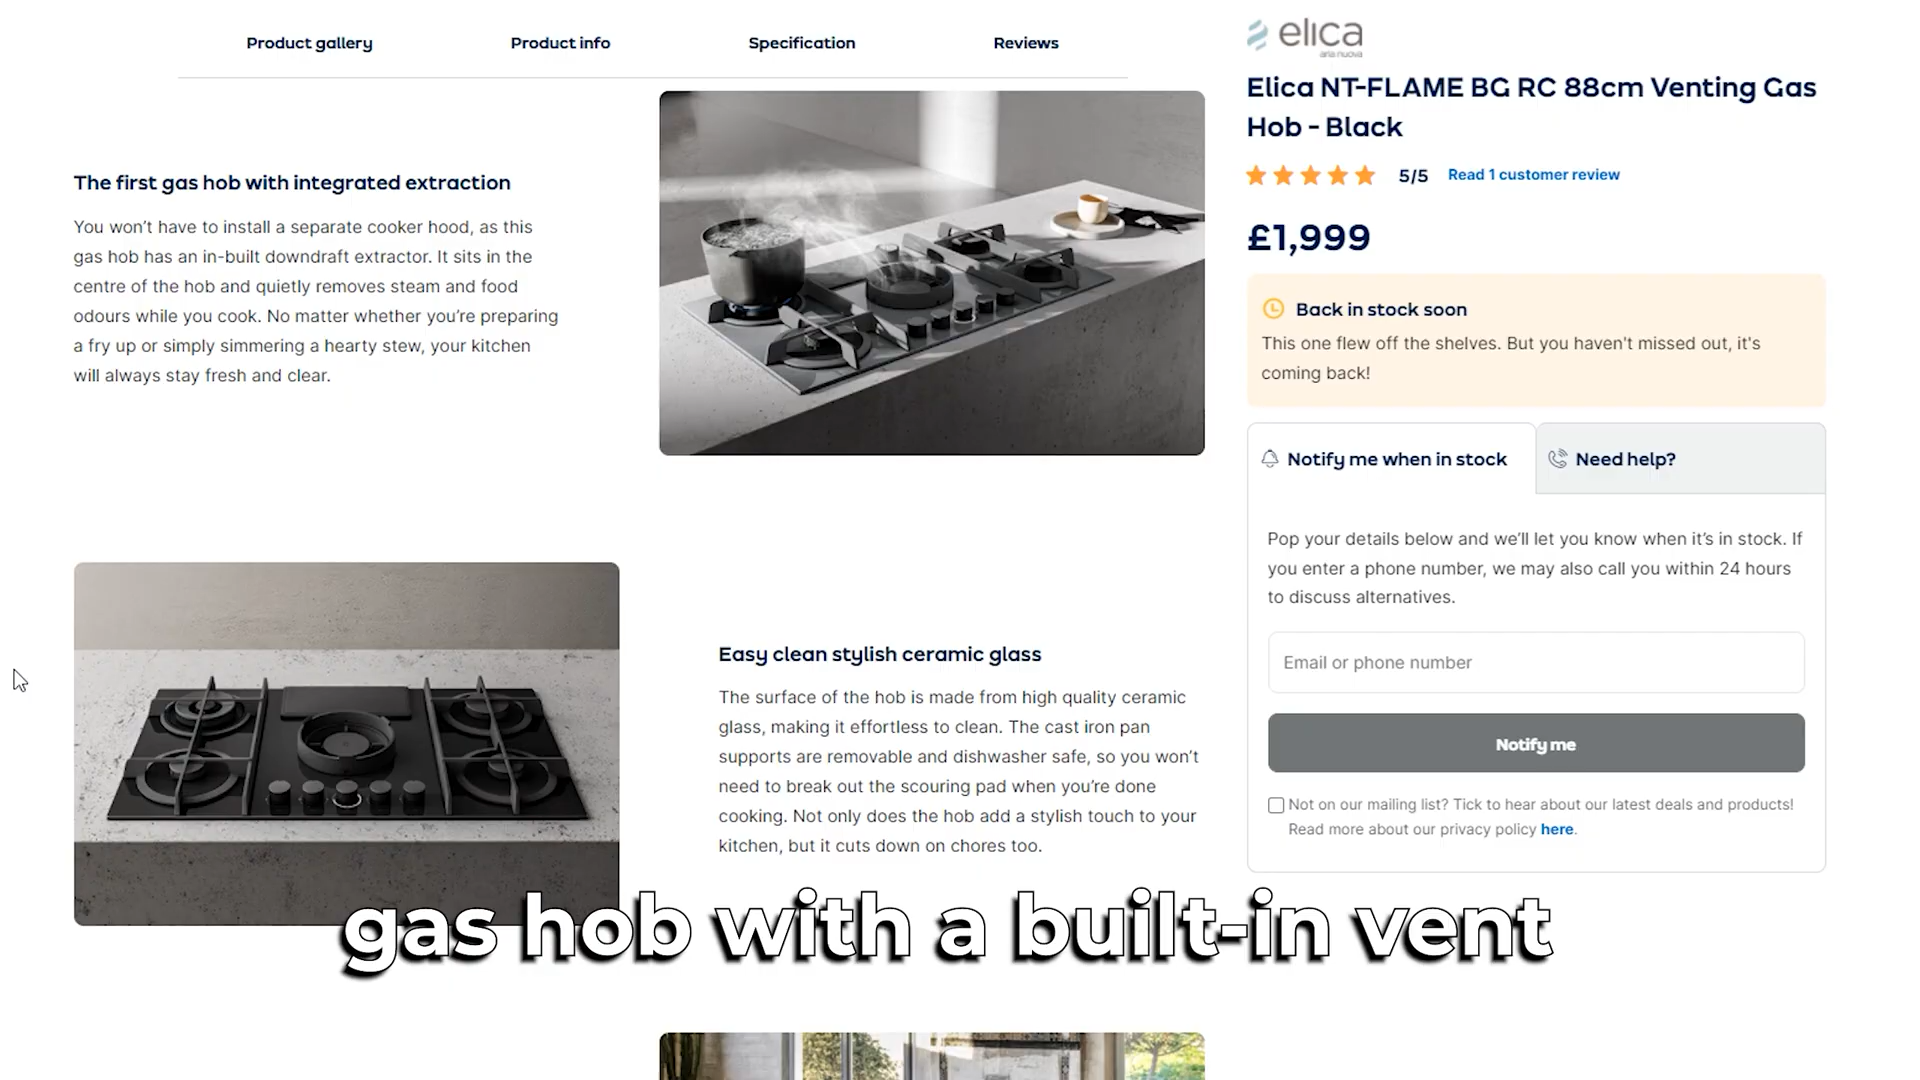 Product gallery
Product info
Specification
Reviews
The first gas hob with integrated extraction
You won’t have to install a separate cooker hood, as this
gas hob has an in-built downdraft extractor. It sits in the
centre of the hob and quietly removes steam and food
odours while you cook. No matter whether you’re preparing
a fry up or simply simmering a hearty stew, your kitchen
will always stay fresh and clear.
Easy clean stylish ceramic glass
The surface of the hob is made from high quality ceramic
glass, making it effortless to clean. The cast iron pan
supports are removable and dishwasher safe, so you won’t
need to break out the scouring pad when you’re done
cooking. Not only does the hob add a stylish touch to your
kitchen, but it cuts down on chores too.
elica
aria nuova
Elica NT-FLAME BG RC 88cm Venting Gas
Hob - Black
5/5
Read 1 customer review
£1,999
Back in stock soon
This one flew off the shelves. But you haven't missed out, it's
coming back!
Notify me when in stock
Need help?
Pop your details below and we’ll let you know when it’s in stock. If
you enter a phone number, we may also call you within 24 hours
to discuss alternatives.
Email or phone number
Notify me
Not on our mailing list? Tick to hear about our latest deals and products!
Read more about our privacy policy here.
gas hob with a built-in vent